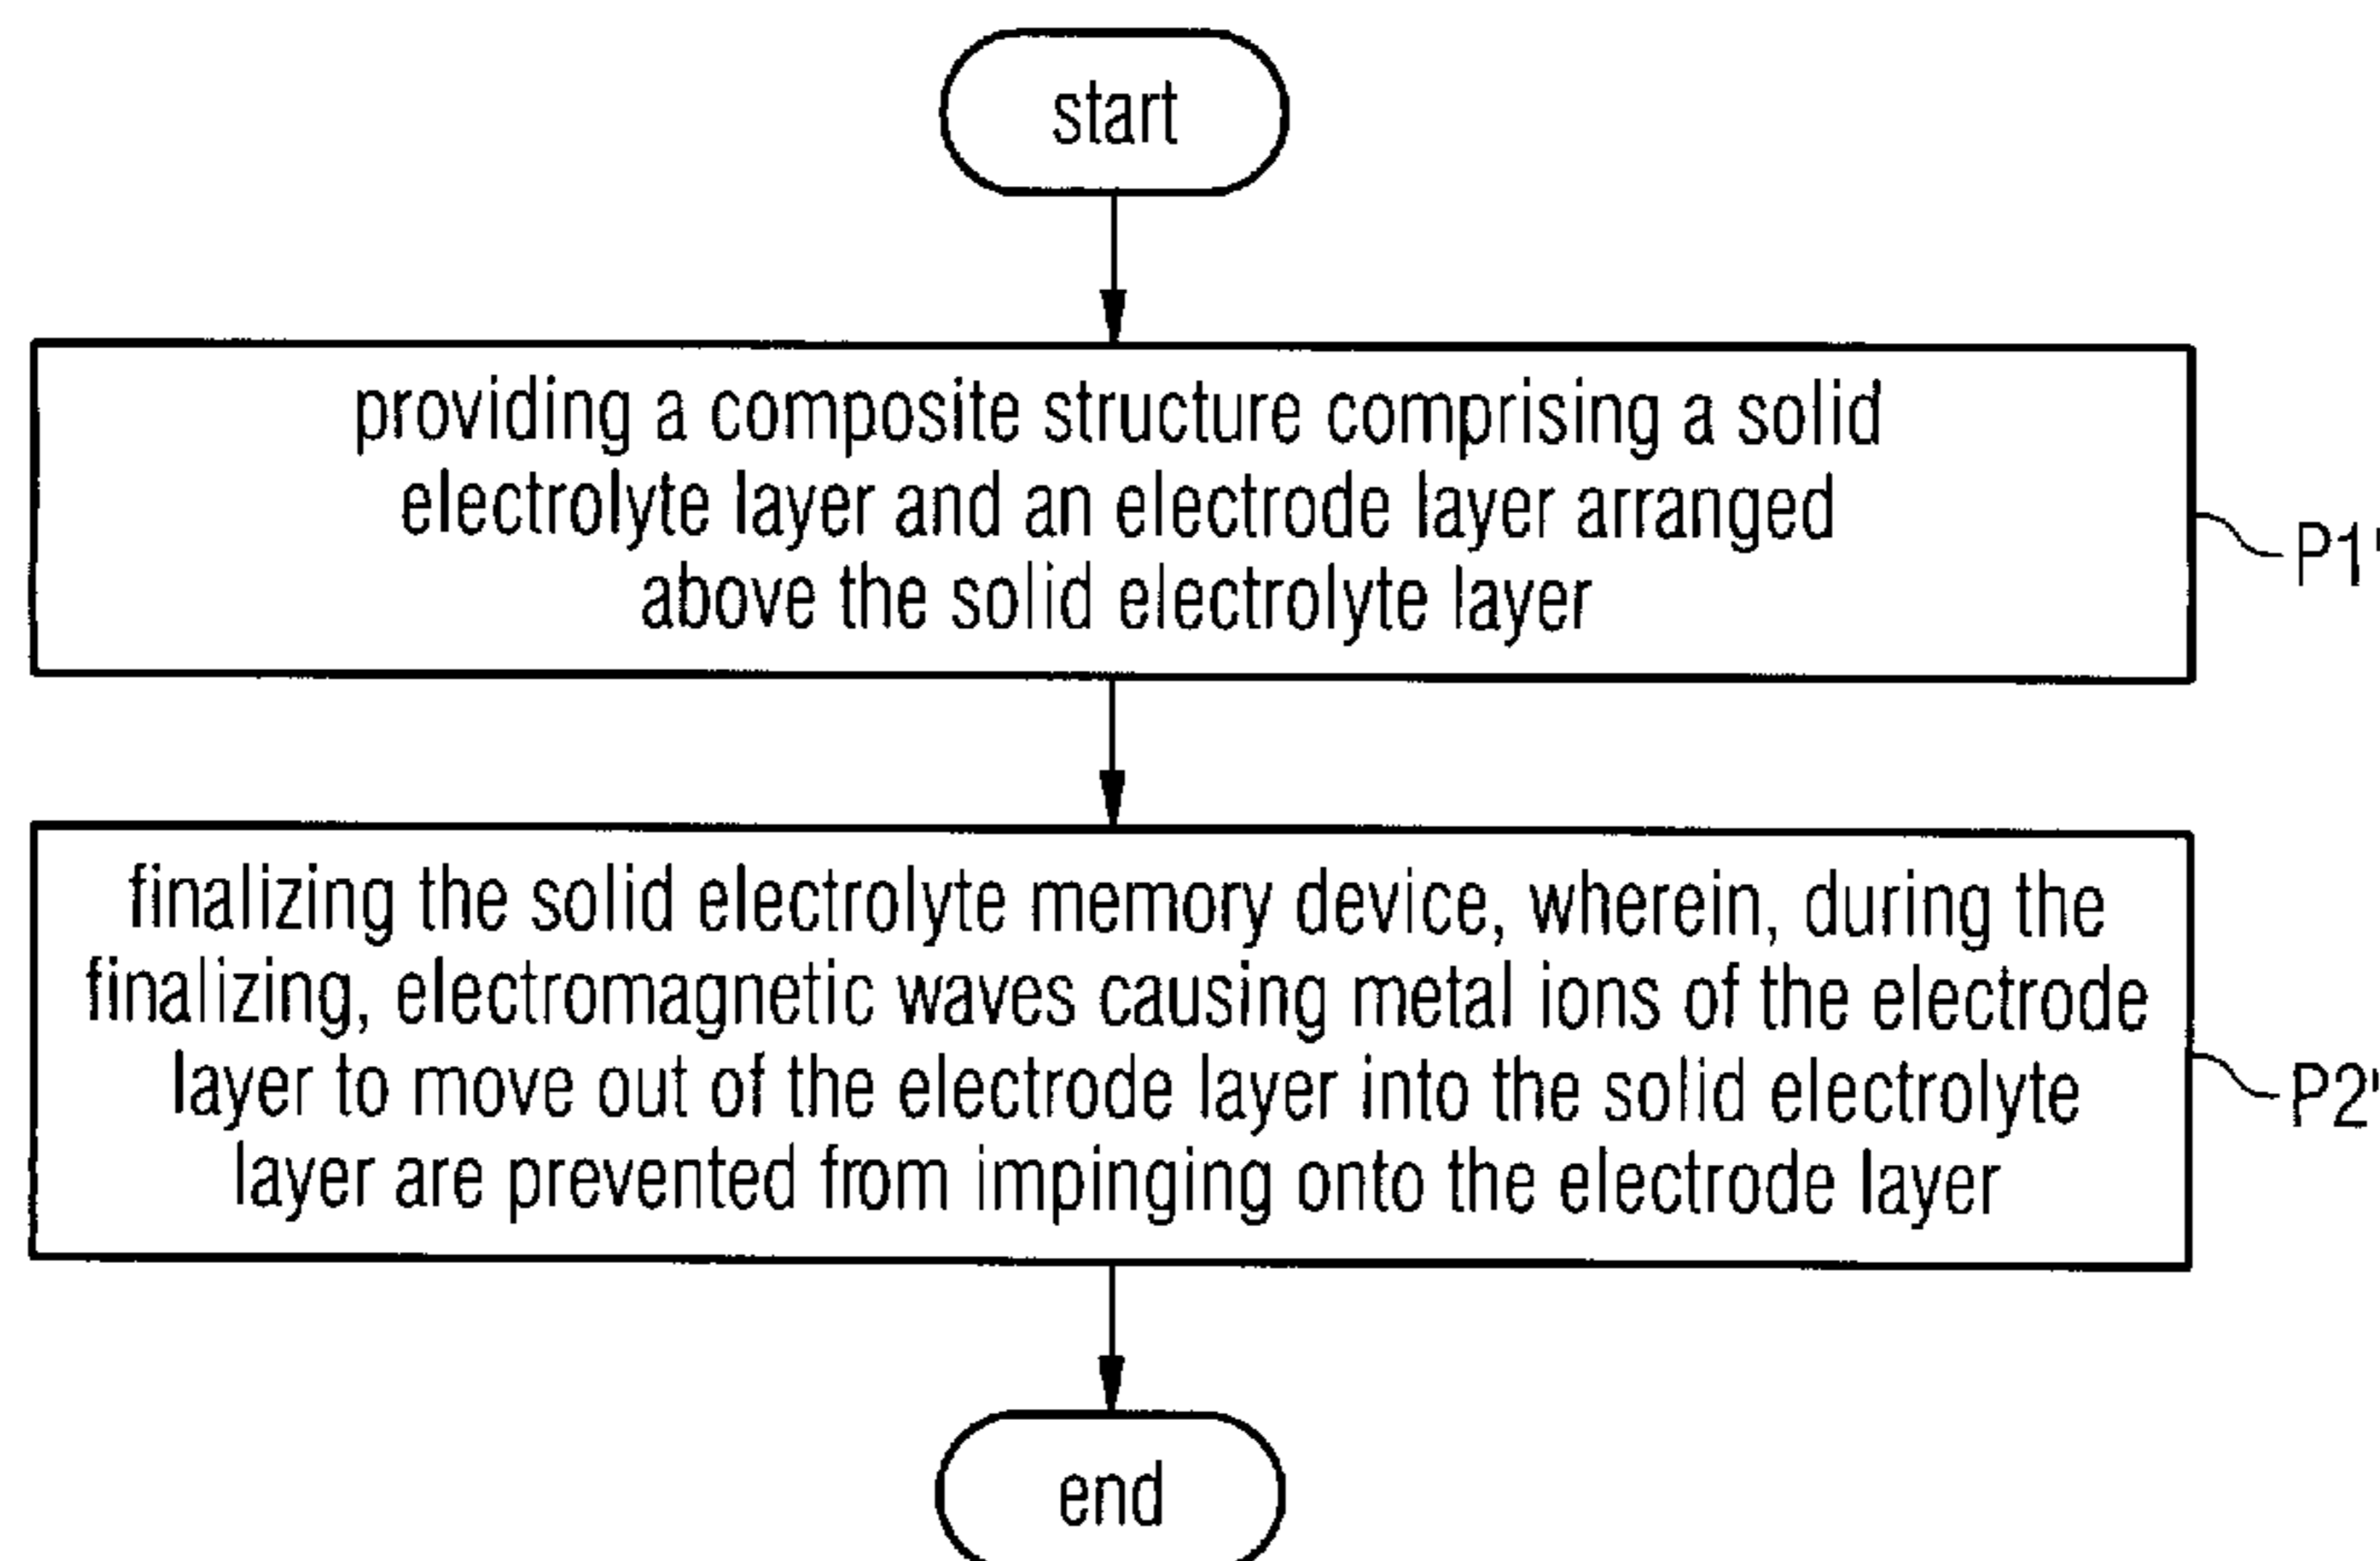 start
providing a composite structure comprising a solid
electrolyte layer and an electrode layer arranged
above the solid electrolyte layer
P1'
finalizing the solid electrolyte memory device, wherein, during the
finalizing, electromagnetic waves causing metal ions of the electrode
layer to move out of the electrode layer into the solid electrolyte
layer are prevented from impinging onto the electrode layer
P2'
end